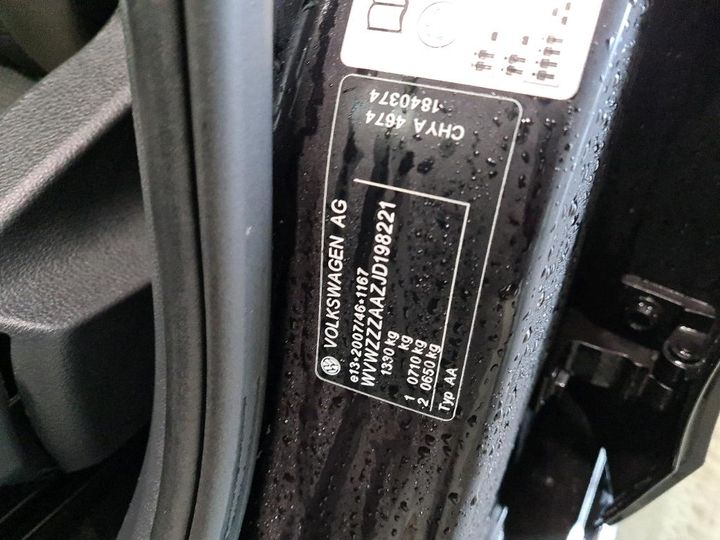 VOLKSWAGEN AG
e13*2007/46*1167
WVWZZZAAZJD198221
1330 kg
kg
1 0710 kg
2 0650 kg
Typ AA
CHYA 4674
1840374